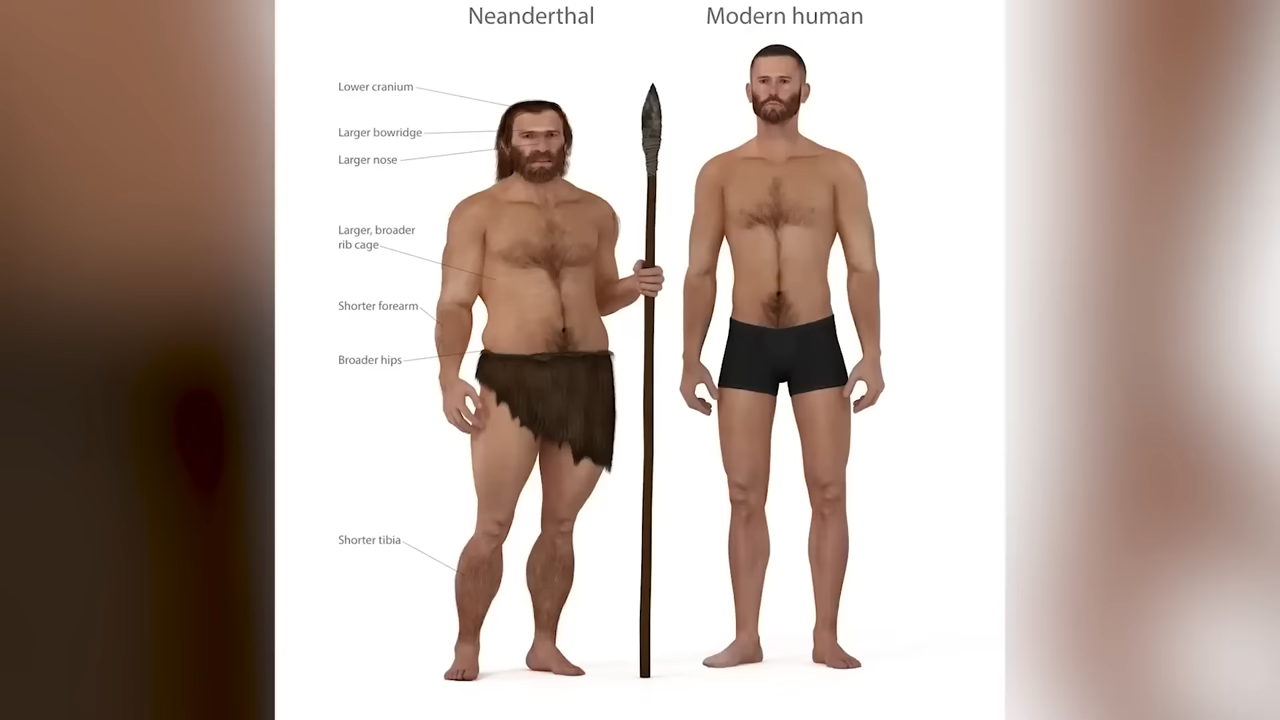 Neanderthal
Modern human
Lower cranium
Larger bowridge
Larger nose
Larger, broader
rib cage
Shorter forearm
Broader hips
Shorter tibia